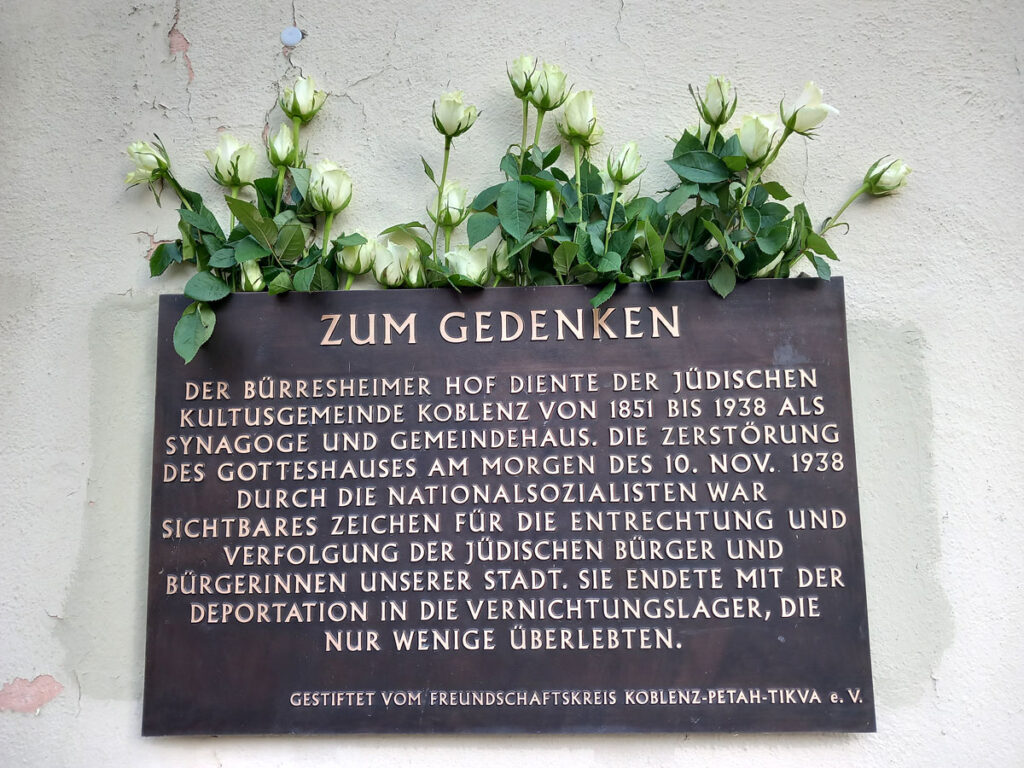 ZUM GEDENKEN
DER BÜRRESHEIMER HOF DIENTE DER JÜDISCHEN
KULTUSGEMEINDE KOBLENZ VON 1851 BIS 1938 ALS
SYNAGOGE UND GEMEINDEHAUS. DIE ZERSTÖRUNG
DES GOTTESHAUSES AM MORGEN DES 10. NOV. 1938
DURCH DIE NATIONALSOZIALISTEN WAR
SICHTBARES ZEICHEN FÜR DIE ENTRECHTUNG UND
VERFOLGUNG DER JÜDISCHEN BÜRGER UND
BÜRGERINNEN UNSERER STADT. SIE ENDETE MIT DER
DEPORTATION IN DIE VERNICHTUNGSLAGER, DIE
NUR WENIGE ÜBERLEBTEN.
GESTIFTET VOM FREUNDSCHAFTSKREIS KOBLENZ-PETAH-TIKVA e. V.